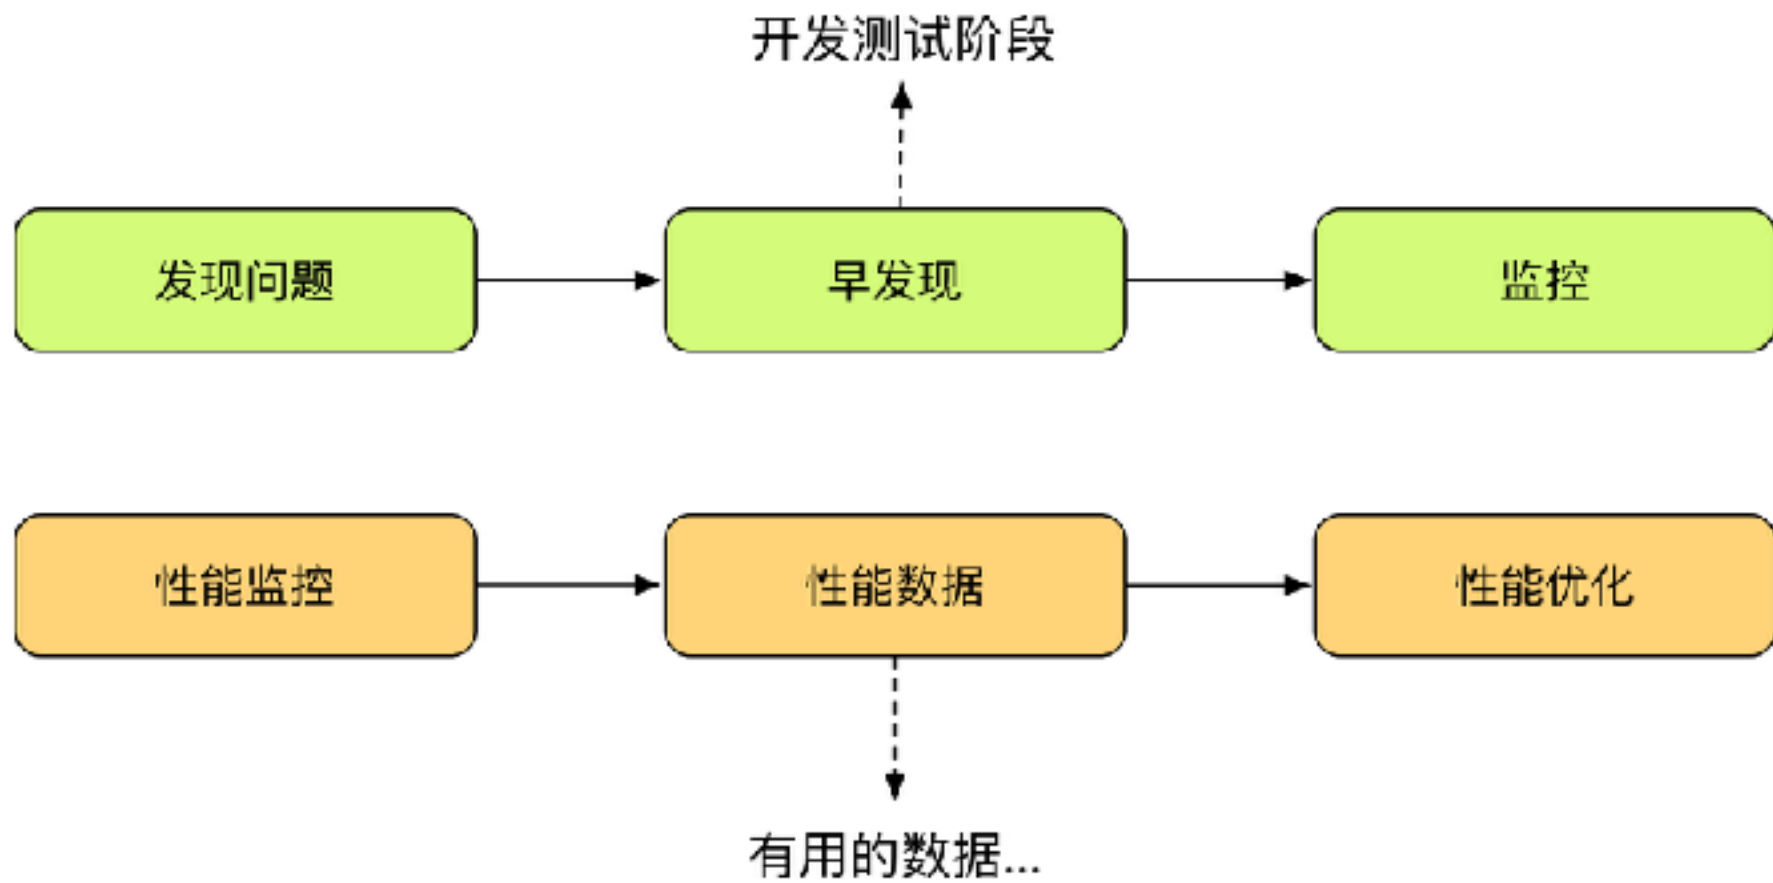 开发测试阶段
发现问题
早发现
监控
性能监控
性能数据
性能优化
有用的数据...